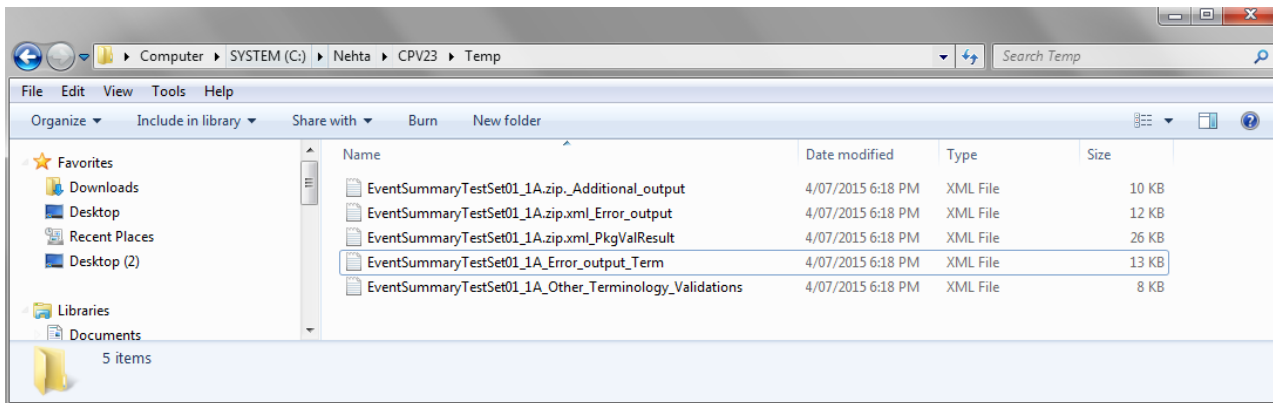 Computer SYSTEM (C:) Nehta CPV23 Temp Search Temp
File Edit View Tools Help
Organize Include in library Share with Burn New folder
Name Date modified Type Size
Favorites
Downloads
Desktop
Recent Places
Desktop (2)
Libraries
Documents
EventSummaryTestSet01_1A.zip._Additional_output 4/07/2015 6:18 PM XML File 10 KB
EventSummaryTestSet01_1A.zip.xml_Error_output 4/07/2015 6:18 PM XML File 12 KB
EventSummaryTestSet01_1A.zip.xml_PkgValResult 4/07/2015 6:18 PM XML File 26 KB
EventSummaryTestSet01_1A_Error_output_Term 4/07/2015 6:18 PM XML File 13 KB
EventSummaryTestSet01_1A_Other_Terminology_Validations 4/07/2015 6:18 PM XML File 8 KB
5 items